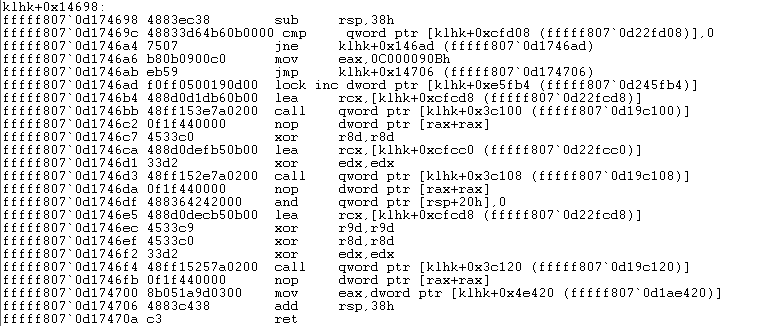 klhk+0x14698:
fffff807`0d174698 4883ec38        sub     rsp,38h
fffff807`0d17469c 48833d64b60b0000 cmp     qword ptr [klhk+0xcfd08 (fffff807`0d22fd08)],0
fffff807`0d1746a4 7507            jne     klhk+0x146ad (fffff807`0d1746ad)
fffff807`0d1746a6 b80b0900c0      mov     eax,0C000090Bh
fffff807`0d1746ab eb59            jmp     klhk+0x14706 (fffff807`0d174706)
fffff807`0d1746ad f0ff0500190d00  lock inc dword ptr [klhk+0xe5fb4 (fffff807`0d245fb4)]
fffff807`0d1746b4 488d0d1db60b00  lea     rcx,[klhk+0xcfcd8 (fffff807`0d22fcd8)]
fffff807`0d1746bb 48ff153e7a0200  call    qword ptr [klhk+0x3c100 (fffff807`0d19c100)]
fffff807`0d1746c2 0f1f440000      nop     dword ptr [rax+rax]
fffff807`0d1746c7 4533c0          xor     r8d,r8d
fffff807`0d1746ca 488d0defb50b00  lea     rcx,[klhk+0xcfcc0 (fffff807`0d22fcc0)]
fffff807`0d1746d1 33d2            xor     edx,edx
fffff807`0d1746d3 48ff152e7a0200  call    qword ptr [klhk+0x3c108 (fffff807`0d19c108)]
fffff807`0d1746da 0f1f440000      nop     dword ptr [rax+rax]
fffff807`0d1746df 488364242000    and     qword ptr [rsp+20h],0
fffff807`0d1746e5 488d0decb50b00  lea     rcx,[klhk+0xcfcd8 (fffff807`0d22fcd8)]
fffff807`0d1746ec 4533c9          xor     r9d,r9d
fffff807`0d1746ef 4533c0          xor     r8d,r8d
fffff807`0d1746f2 33d2            xor     edx,edx
fffff807`0d1746f4 48ff15257a0200  call    qword ptr [klhk+0x3c120 (fffff807`0d19c120)]
fffff807`0d1746fb 0f1f440000      nop     dword ptr [rax+rax]
fffff807`0d174700 8b051a9d0300    mov     eax,dword ptr [klhk+0x4e420 (fffff807`0d1ae420)]
fffff807`0d174706 4883c438        add     rsp,38h
fffff807`0d17470a c3              ret